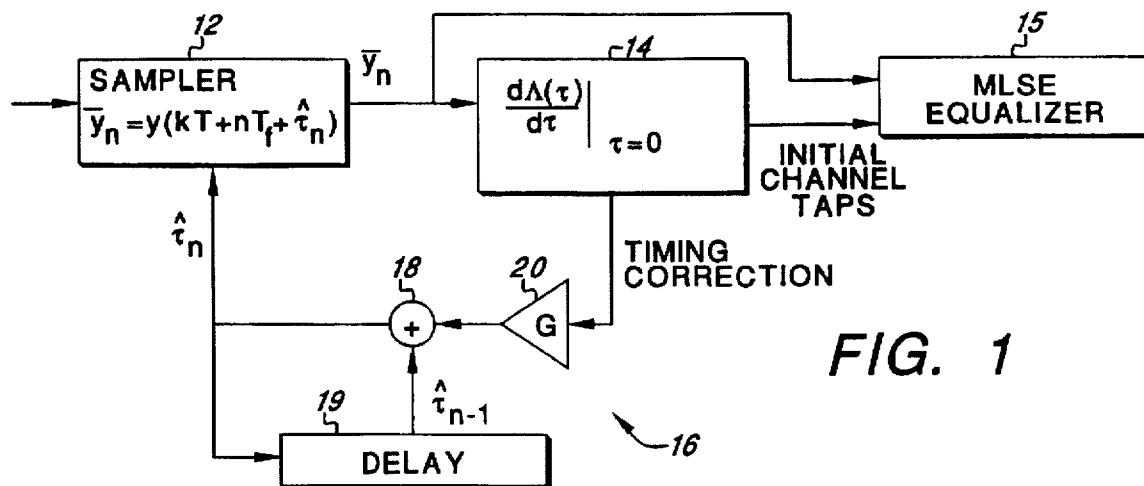 12
SAMPLER
y̅ₙ=y(kT+nT_f+τ̂ₙ)
y̅ₙ
14
dΛ(τ)
dτ
τ=0
15
MLSE
EQUALIZER
INITIAL
CHANNEL
TAPS
τ̂ₙ
TIMING
CORRECTION
18
+
20
G
FIG. 1
19
τ̂ₙ₋₁
DELAY
16